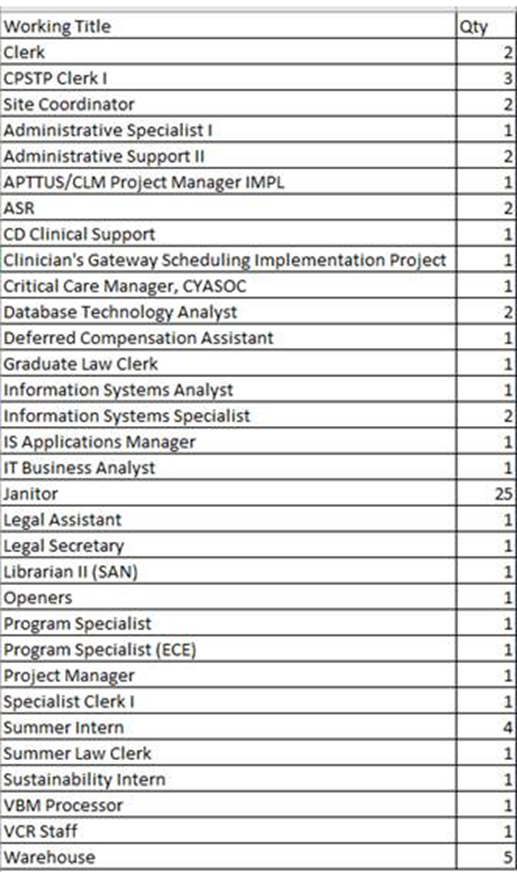 Working Title Qty
Clerk 2
CPSTP Clerk I 3
Site Coordinator 2
Administrative Specialist I 1
Administrative Support II 2
APTTUS/CLM Project Manager IMPL 1
ASR 2
CD Clinical Support 1
Clinician's Gateway Scheduling Implementation Project 1
Critical Care Manager, CYASOC 1
Database Technology Analyst 2
Deferred Compensation Assistant 1
Graduate Law Clerk 1
Information Systems Analyst 1
Information Systems Specialist 2
IS Applications Manager 1
IT Business Analyst 1
Janitor 25
Legal Assistant 1
Legal Secretary 1
Librarian II (SAN) 1
Openers 1
Program Specialist 1
Program Specialist (ECE) 1
Project Manager 1
Specialist Clerk I 1
Summer Intern 4
Summer Law Clerk 1
Sustainability Intern 1
VBM Processor 1
VCR Staff 1
Warehouse 5